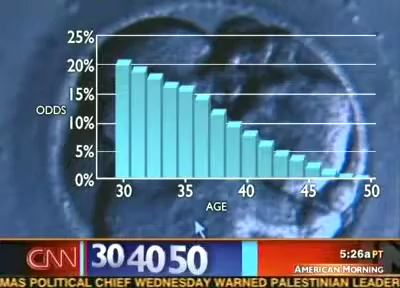 25%
20%
15%
10%
5%
0%
ODDS
30 35 40 45 50
AGE
CNN 30 40 50 5:26a PT
AMERICAN MORNING
MAS POLITICAL CHIEF WEDNESDAY WARNED PALESTINIAN LEADER